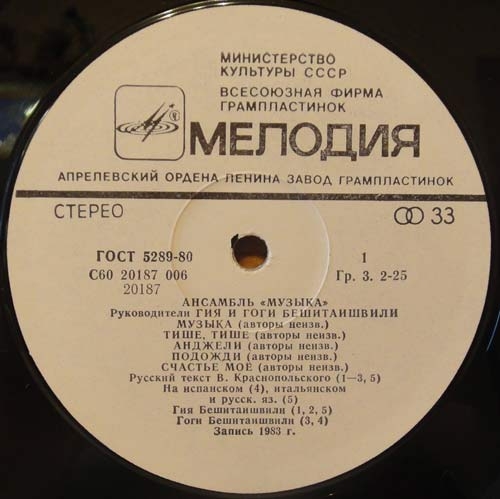 МИНИСТЕРСТВО
КУЛЬТУРЫ СССР
ВСЕСОЮЗНАЯ ФИРМА
ГРАМПЛАСТИНОК
МЕЛОДИЯ
АПРЕЛЕВСКИЙ ОРДЕНА ЛЕНИНА ЗАВОД ГРАМПЛАСТИНОК
СТЕРЕО 33
ГОСТ 5289-80 1
С60 20187 006 Гр. 3. 2-25
20187
АНСАМБЛЬ «МУЗЫКА»
Руководители ГИЯ И ГОГИ БЕШИТАИШВИЛИ
МУЗЫКА (авторы неизв.)
ТИШЕ, ТИШЕ (авторы неизв.)
АНДЖЕЛИ (авторы неизв.)
ПОДОЖДИ (авторы неизв.)
СЧАСТЬЕ МОЁ (авторы неизв.)
Русский текст В. Краснопольского (1—3, 5)
На испанском (4), итальянском
и русск. яз. (5)
Гия Бешитаишвили (1, 2, 5)
Гоги Бешитаишвили (3, 4)
Запись 1983 г.